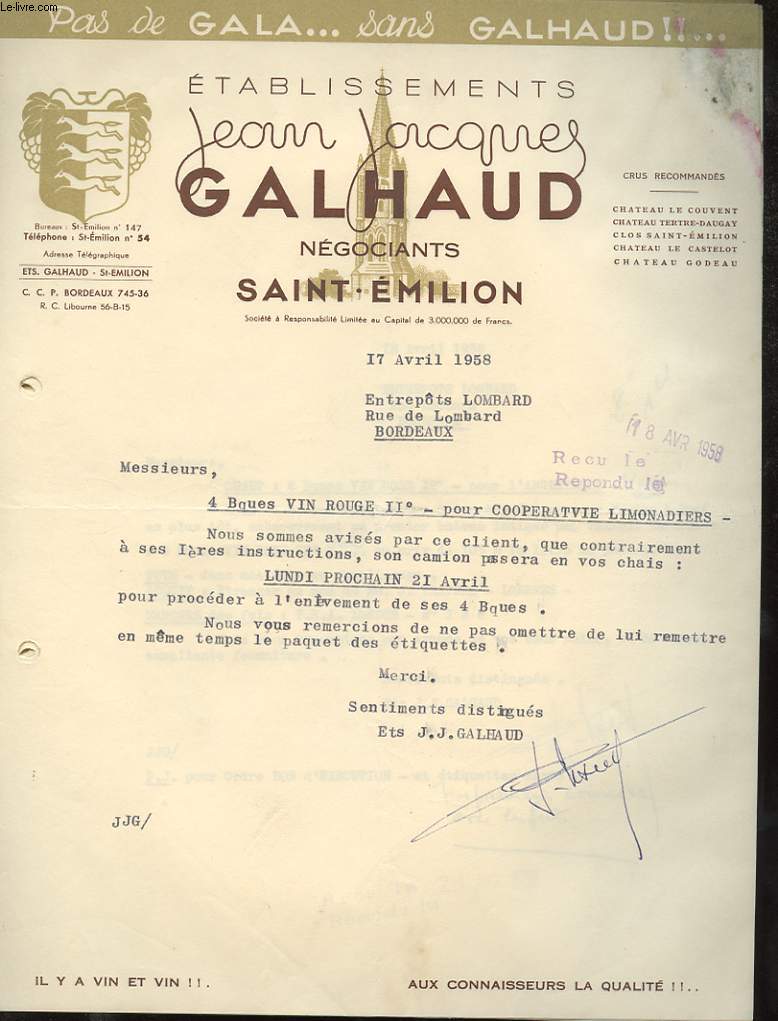 Le-livre.com
Pas de GALA... sans GALHAUD!!...
ÉTABLISSEMENTS
Jean Jacques
GALHAUD
NÉGOCIANTS
SAINT-ÉMILION
Société à Responsabilité Limitée au Capital de 3.000.000 de Francs.
Bureaux : St-Emilion n° 147
Téléphone : St-Émilion n° 54
Adresse Télégraphique
ETS. GALHAUD - St-EMILION
C. C. P. BORDEAUX 745-36
R. C. Libourne 56-B-15
CRUS RECOMMANDÉS
CHATEAU LE COUVENT
CHATEAU TERTRE-DAUGAY
CLOS SAINT-ÉMILION
CHATEAU LE CASTELOT
CHATEAU GODEAU
I7 Avril I958
Entrepôts LOMBARD
Rue de Lombard
BORDEAUX
18 AVR 1958
Recu le
Repondu le
Messieurs,
4 Bques VIN ROUGE II° - pour COOPERATVIE LIMONADIERS -
Nous sommes avisés par ce client, que contrairement
à ses Ières instructions, son camion pssera en vos chais :
LUNDI PROCHAIN 2I Avril
pour procéder à l'enlèvement de ses 4 Bques .
Nous vous remercions de ne pas omettre de lui remettre
en même temps le paquet des étiquettes .
Merci.
Sentiments distingués
Ets J.J.GALHAUD
JJG/
IL Y A VIN ET VIN !!.
AUX CONNAISSEURS LA QUALITÉ !!..